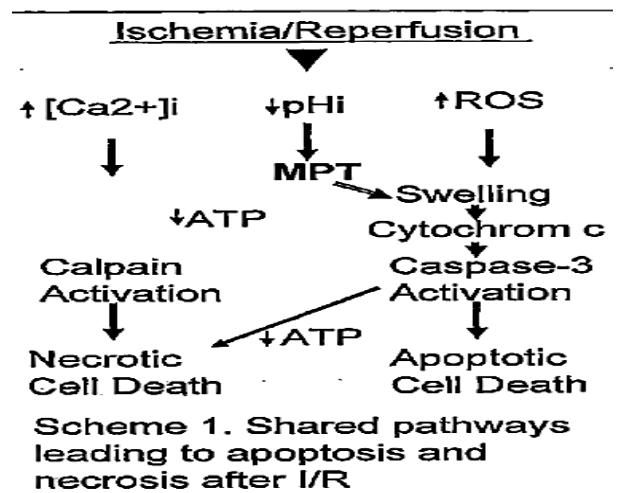 Ischemia/Reperfusion
↑ [Ca2+]i ↓pHi ↑ROS
MPT
Swelling
↓ATP
Cytochrom c
Calpain Caspase-3
Activation Activation
↓ATP
Necrotic Apoptotic
Cell Death Cell Death
Scheme 1. Shared pathways
leading to apoptosis and
necrosis after I/R